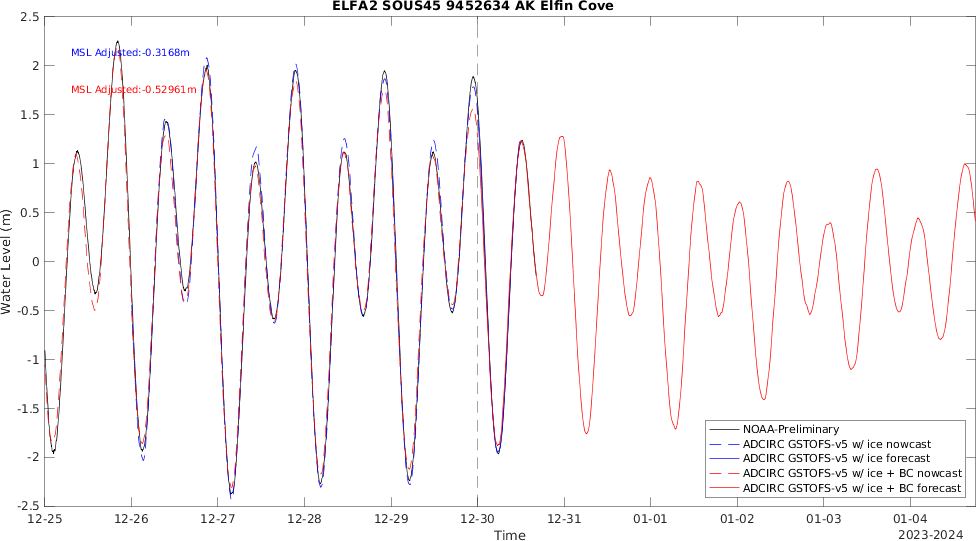 ELFA2 SOUS45 9452634 AK Elfin Cove
2.5
2
1.5
1
0.5
0
-0.5
-1
-1.5
-2
-2.5
Water Level (m)
MSL Adjusted:-0.3168m
MSL Adjusted:-0.52961m
NOAA-Preliminary
ADCIRC GSTOFS-v5 w/ ice nowcast
ADCIRC GSTOFS-v5 w/ ice forecast
ADCIRC GSTOFS-v5 w/ ice + BC nowcast
ADCIRC GSTOFS-v5 w/ ice + BC forecast
12-25 12-26 12-27 12-28 12-29 12-30 12-31 01-01 01-02 01-03 01-04
Time
2023-2024